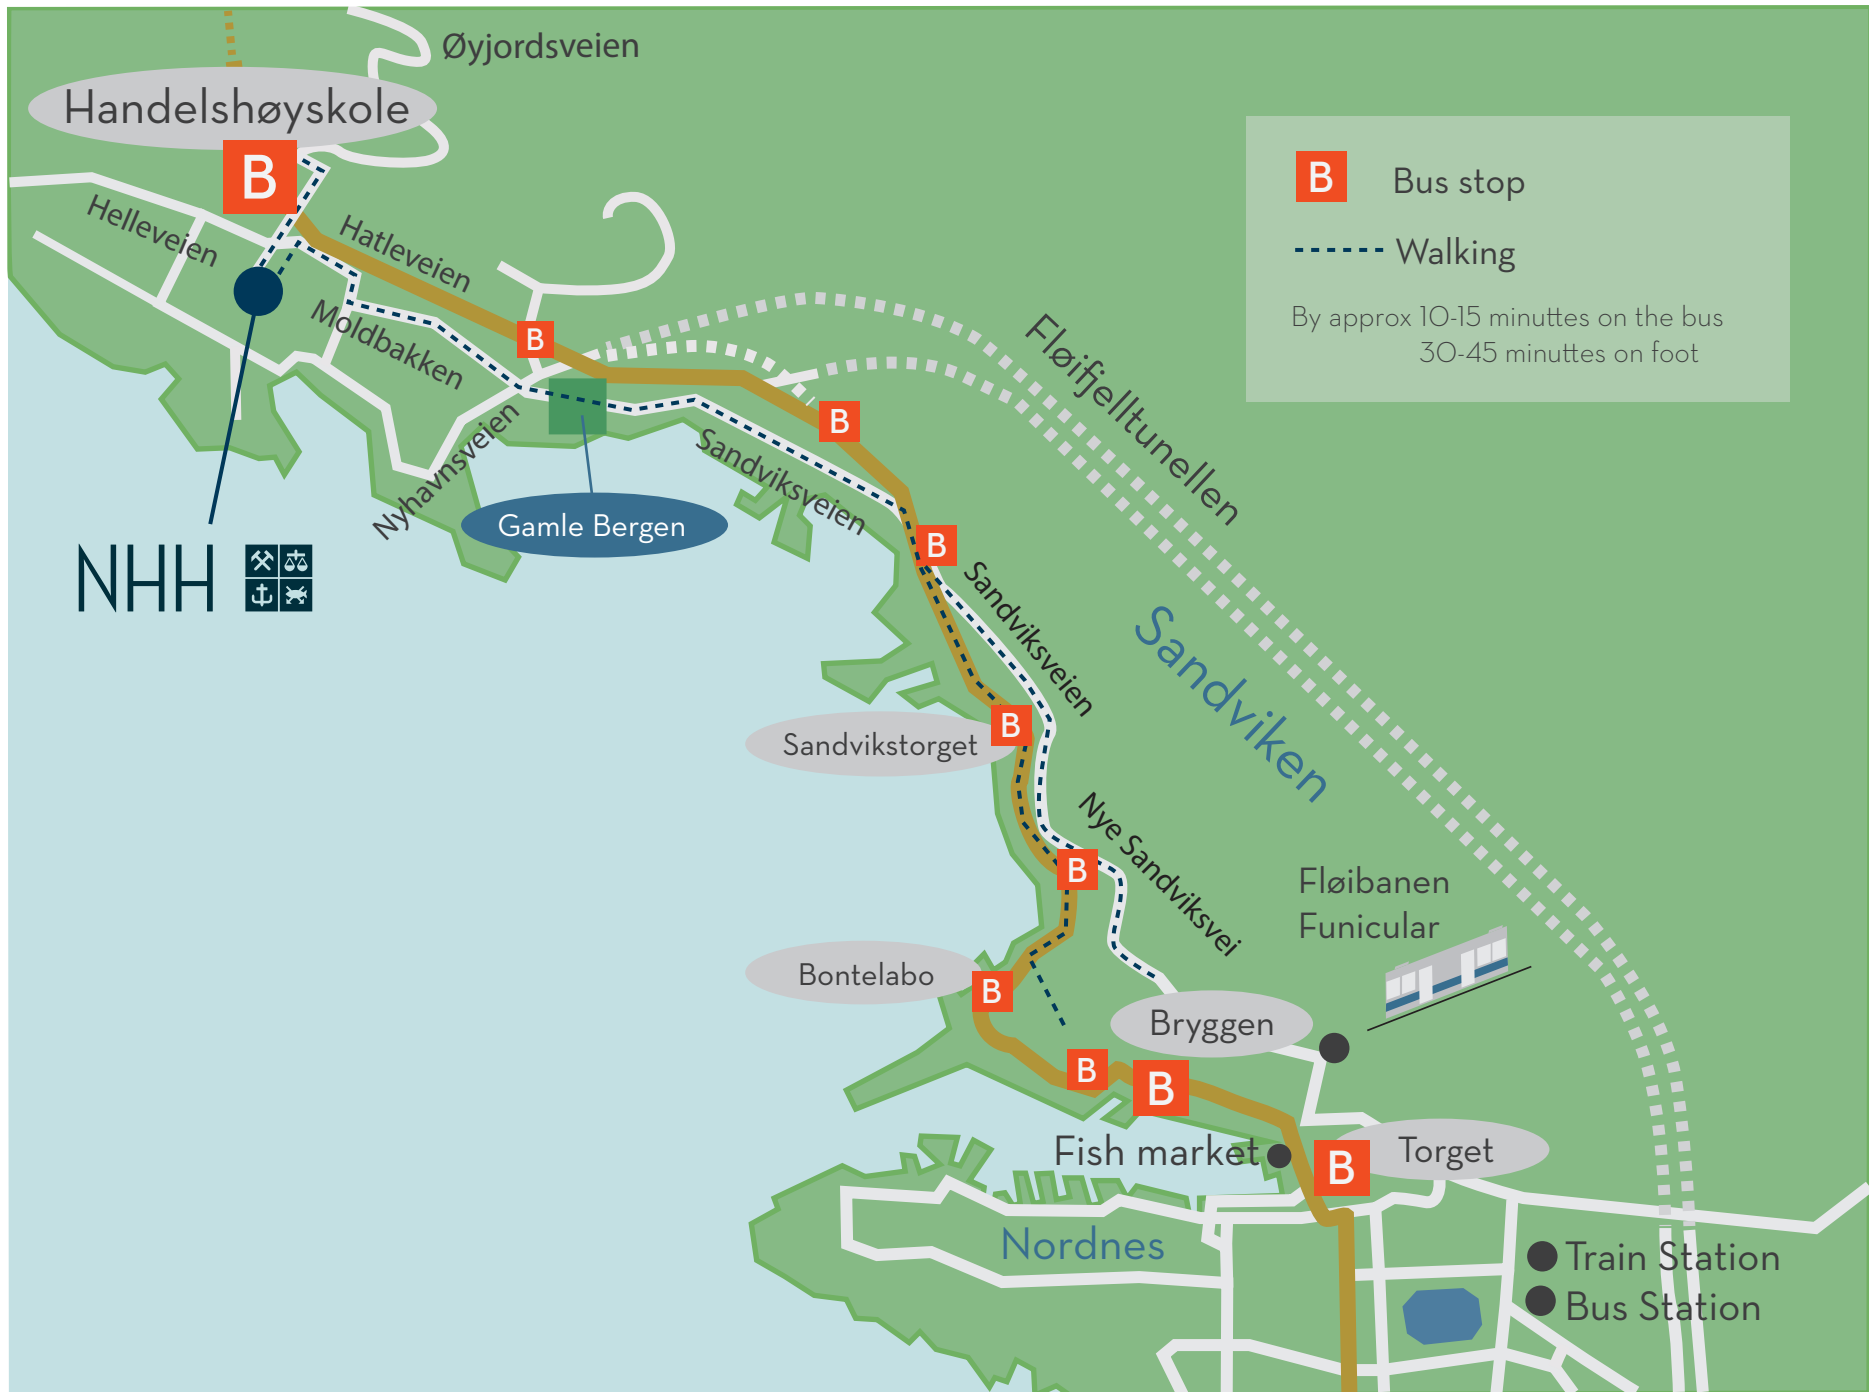 Øyjordsveien
Handelshøyskole
B
B
Bus stop
Walking
By approx 10-15 minuttes on the bus
30-45 minuttes on foot
Helleveien
Hatleveien
Moldbakken
B
Fløifjelltunellen
B
Nyhavnsveien
Sandviksveien
Gamle Bergen
B
NHH
Sandviksveien
Sandviken
B
Sandvikstorget
Nye Sandviksvei
B
Fløibanen
Funicular
Bontelabo
B
Bryggen
B
B
Fish market
B
Torget
Nordnes
Train Station
Bus Station